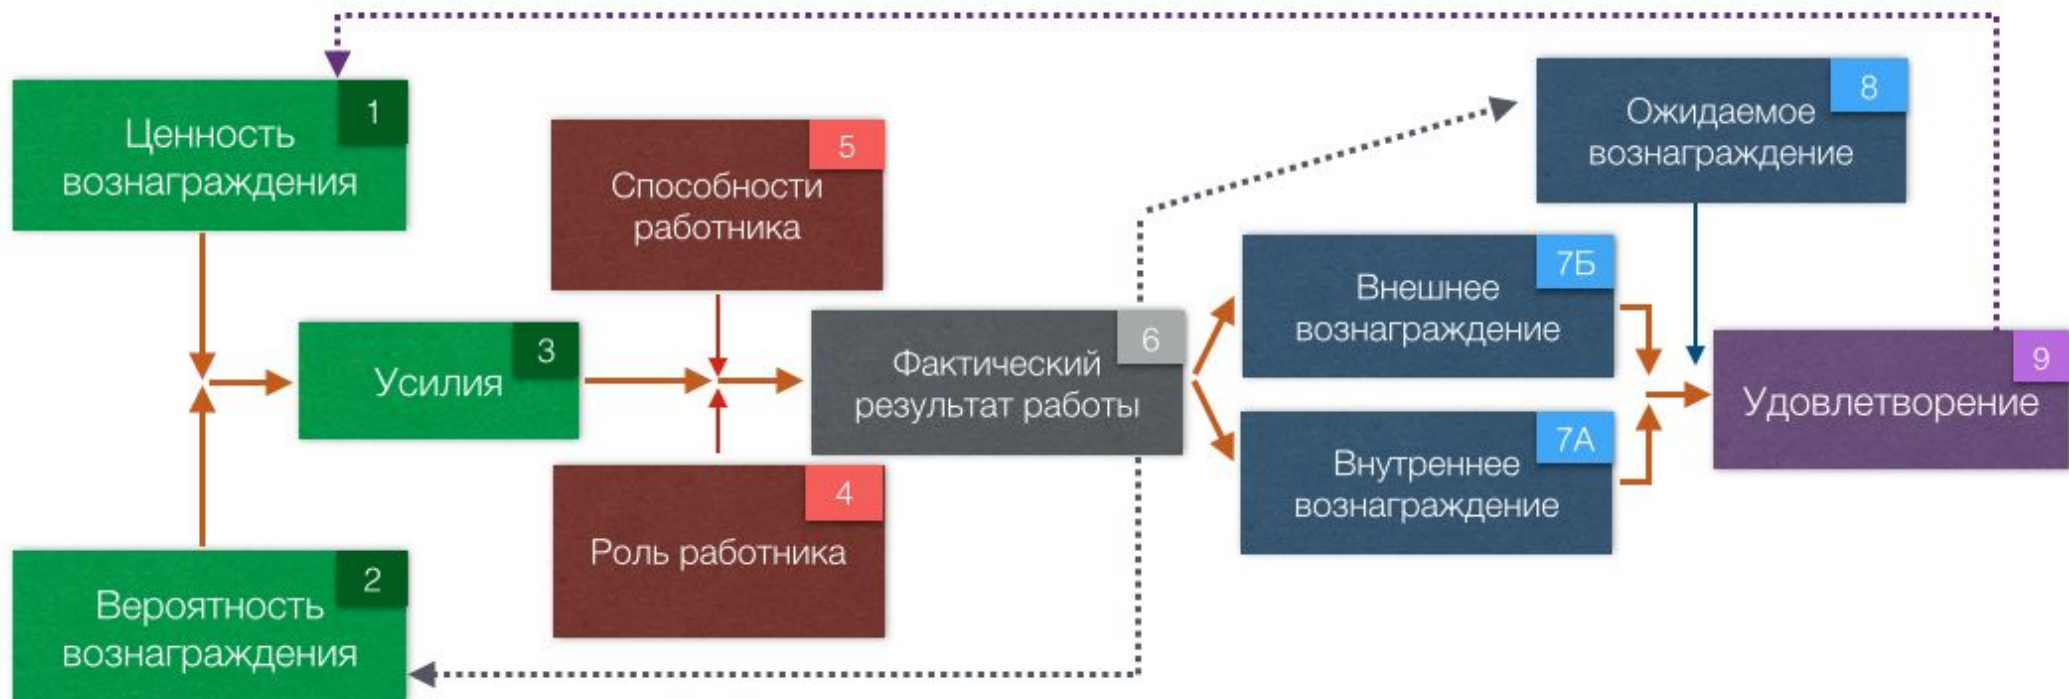 1
Ценность
вознаграждения
2
Вероятность
вознаграждения
3
Усилия
5
Способности
работника
4
Роль работника
6
Фактический
результат работы
8
Ожидаемое
вознаграждение
7Б
Внешнее
вознаграждение
7А
Внутреннее
вознаграждение
9
Удовлетворение